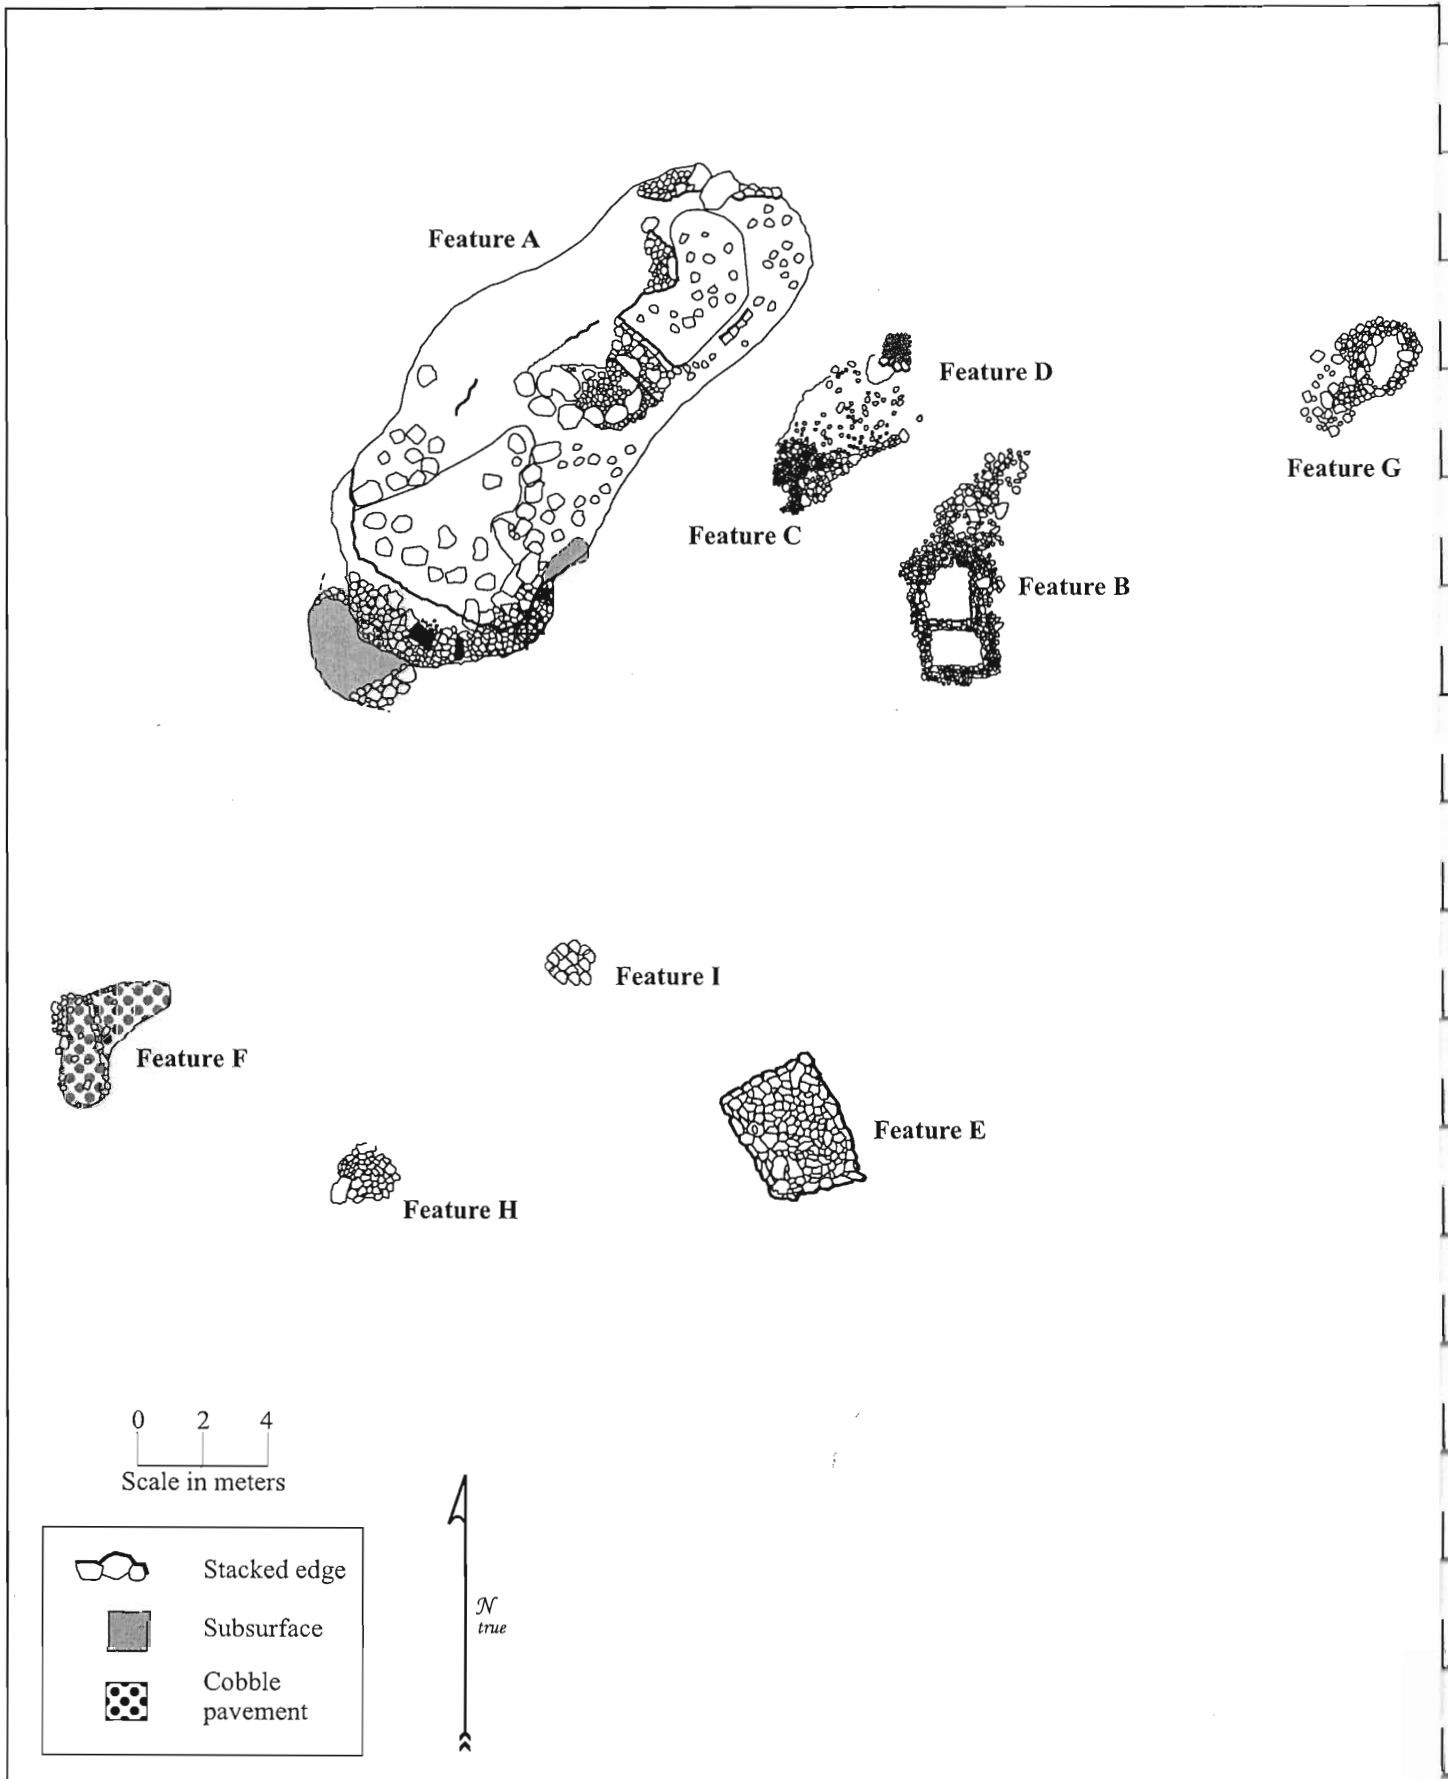 Feature A
Feature D
Feature G
Feature C
Feature B
Feature I
Feature F
Feature E
Feature H
0 2 4
Scale in meters
N
true
Stacked edge
Subsurface
Cobble
pavement